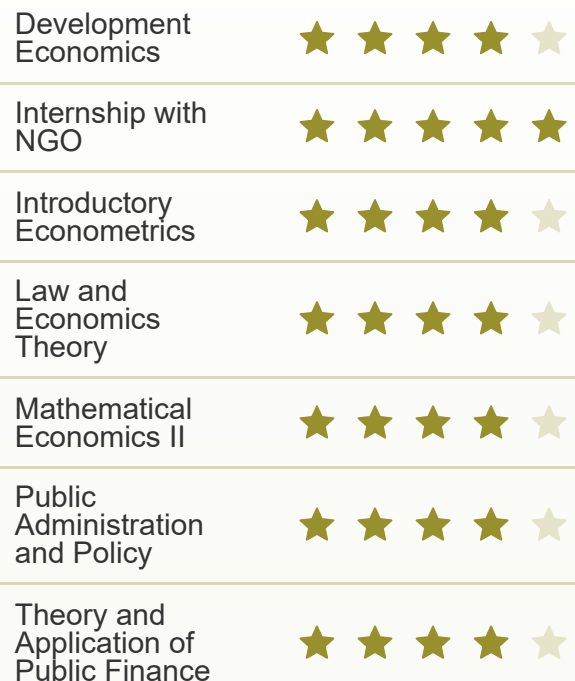 Development
Economics
Internship with
NGO
Introductory
Econometrics
Law and
Economics
Theory
Mathematical
Economics II
Public
Administration
and Policy
Theory and
Application of
Public Finance